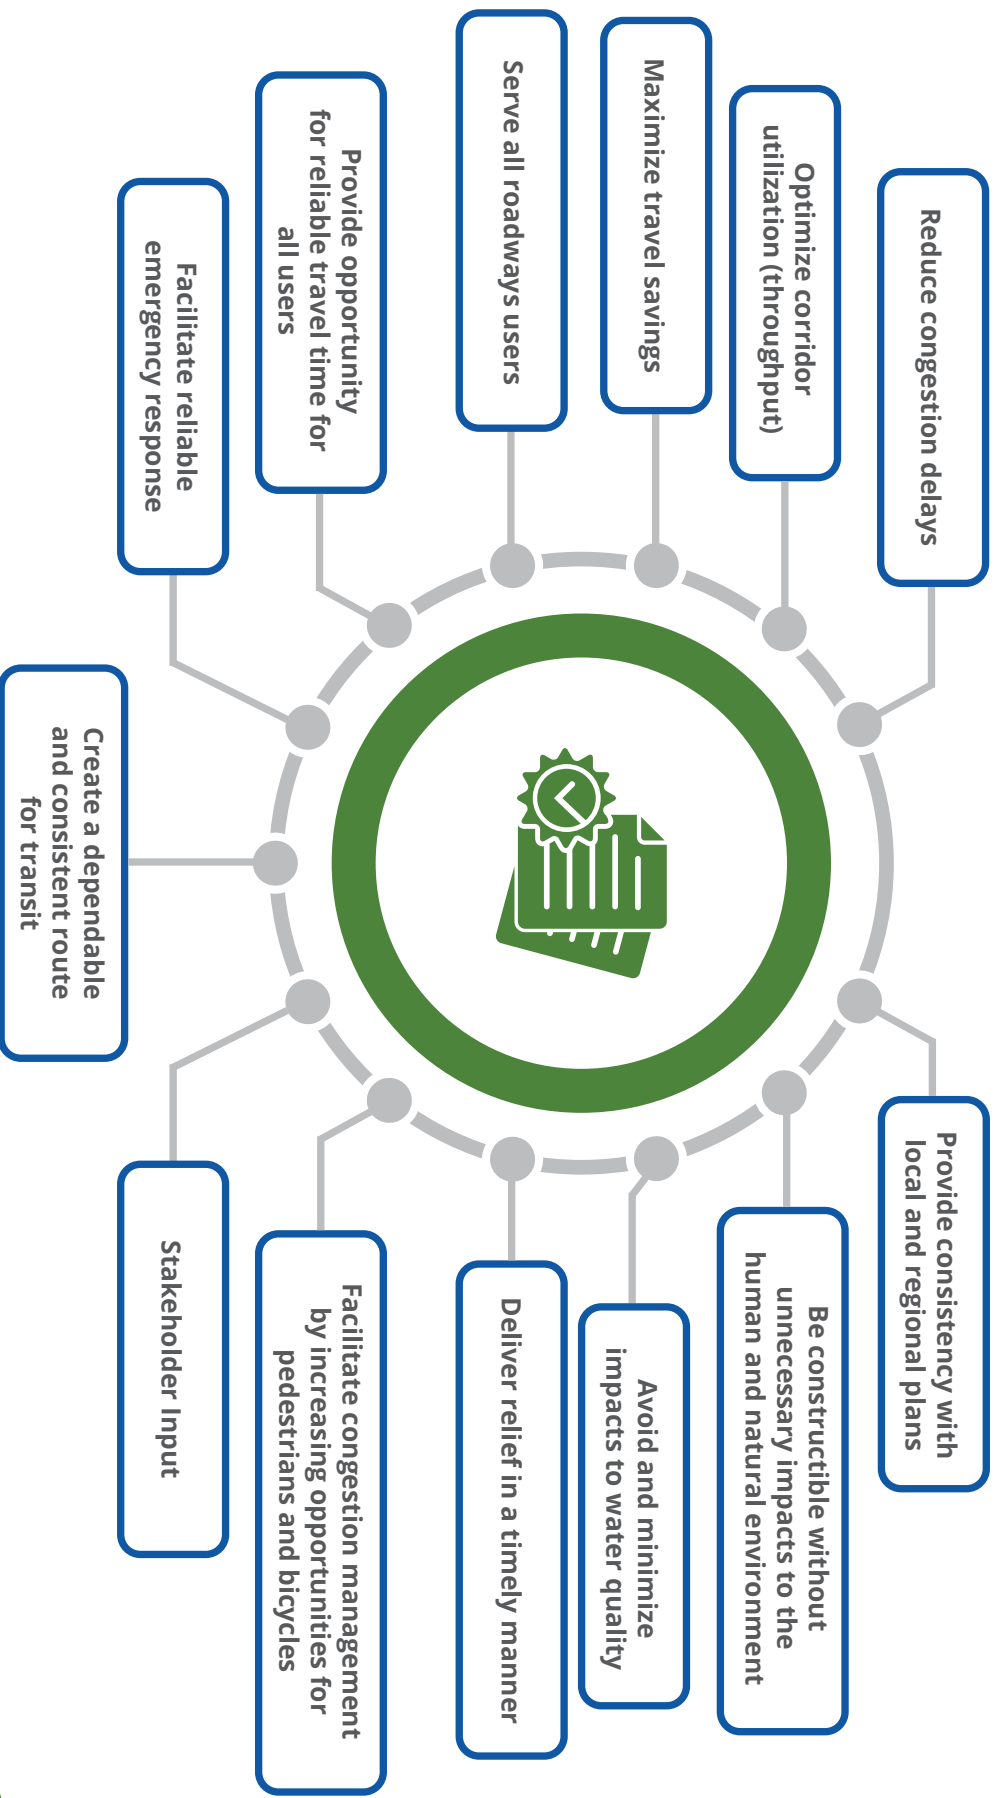 Reduce congestion delays
Optimize corridor
utilization (throughput)
Maximize travel savings
Serve all roadways users
Provide opportunity
for reliable travel time for
all users
Facilitate reliable
emergency response
Create a dependable
and consistent route
for transit
Provide consistency with
local and regional plans
Be constructible without
unnecessary impacts to the
human and natural environment
Avoid and minimize
impacts to water quality
Deliver relief in a timely manner
Facilitate congestion management
by increasing opportunities for
pedestrians and bicycles
Stakeholder Input